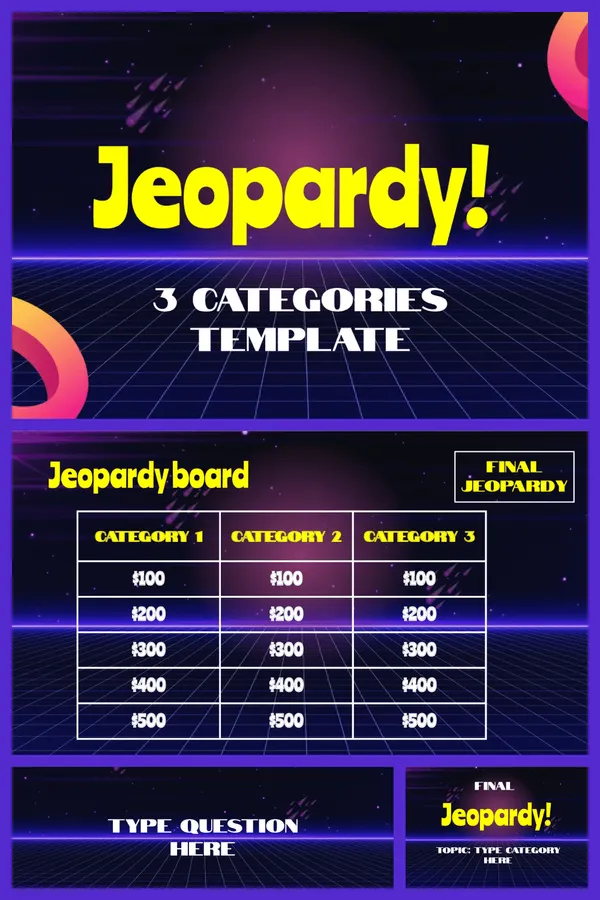 Jeopardy!
3 CATEGORIES
TEMPLATE
Jeopardy board
FINAL
JEOPARDY
CATEGORY 1 CATEGORY 2 CATEGORY 3
$100 $100 $100
$200 $200 $200
$300 $300 $300
$400 $400 $400
$500 $500 $500
TYPE QUESTION
HERE
FINAL
Jeopardy!
TOPIC: TYPE CATEGORY
HERE